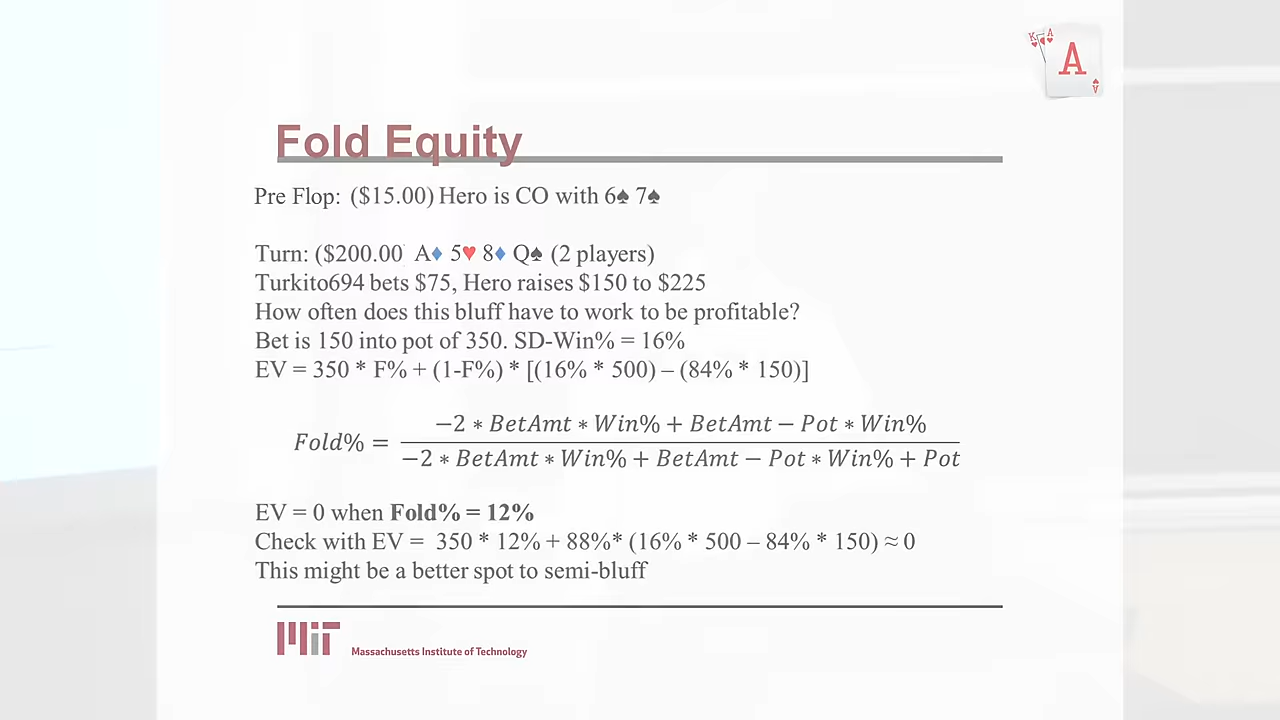 K A
A
A
Fold Equity
Pre Flop: ($15.00) Hero is CO with 6♠ 7♠
Turn: ($200.00 A♦ 5♥ 8♦ Q♠ (2 players)
Turkito694 bets $75, Hero raises $150 to $225
How often does this bluff have to work to be profitable?
Bet is 150 into pot of 350. SD-Win% = 16%
EV = 350 * F% + (1-F%) * [(16% * 500) – (84% * 150)]
−2 ∗ BetAmt ∗ Win% + BetAmt − Pot ∗ Win%
Fold% =
−2 ∗ BetAmt ∗ Win% + BetAmt − Pot ∗ Win% + Pot
EV = 0 when Fold% = 12%
Check with EV = 350 * 12% + 88%* (16% * 500 – 84% * 150) ≈ 0
This might be a better spot to semi-bluff
MIT Massachusetts Institute of Technology